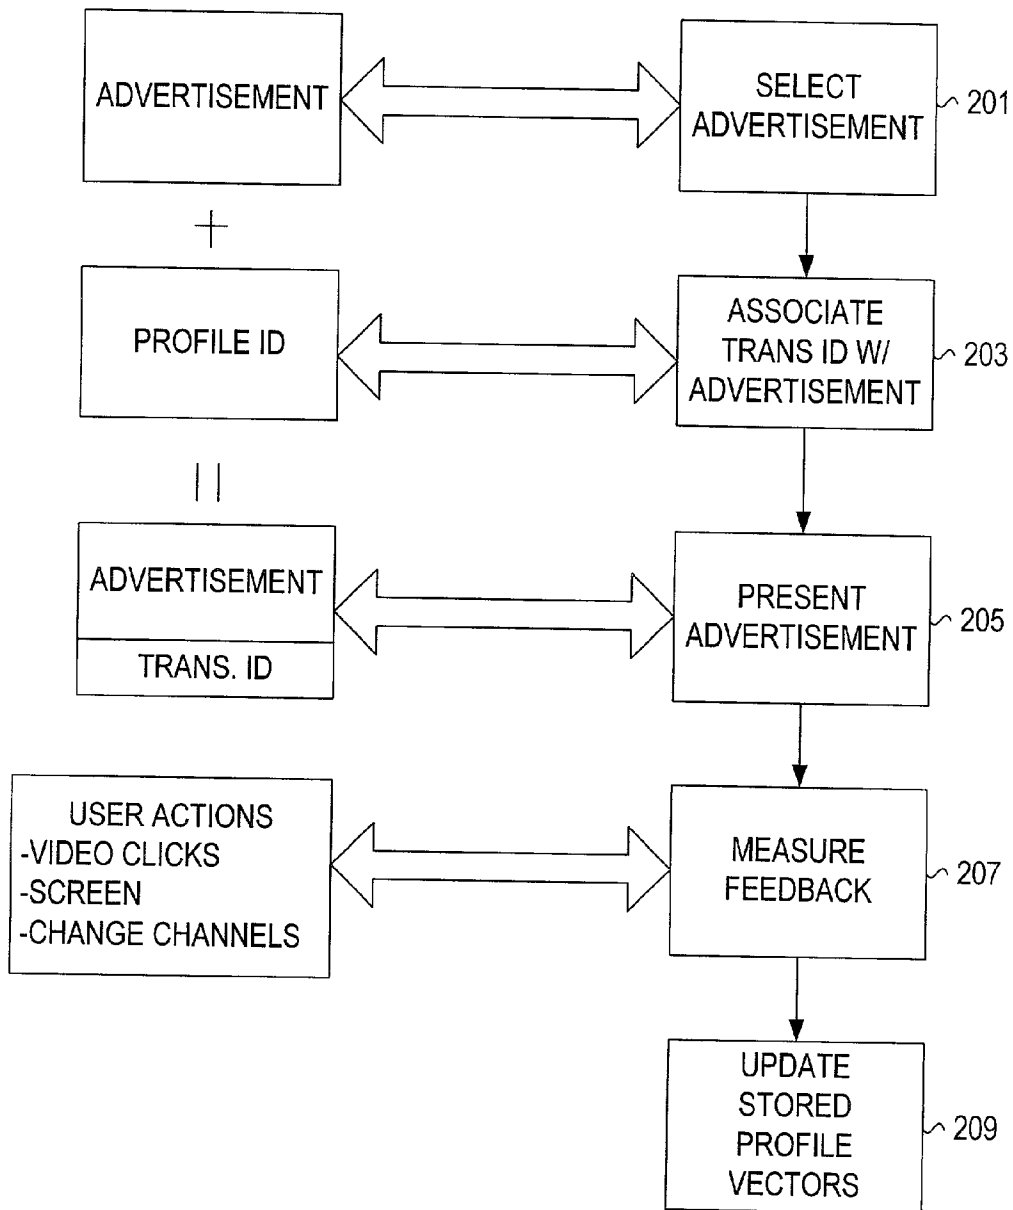 ADVERTISEMENT
SELECT
ADVERTISEMENT
201
+
PROFILE ID
ASSOCIATE
TRANS ID W/
ADVERTISEMENT
203
ADVERTISEMENT
TRANS. ID
PRESENT
ADVERTISEMENT
205
USER ACTIONS
-VIDEO CLICKS
-SCREEN
-CHANGE CHANNELS
MEASURE
FEEDBACK
207
UPDATE
STORED
PROFILE
VECTORS
209